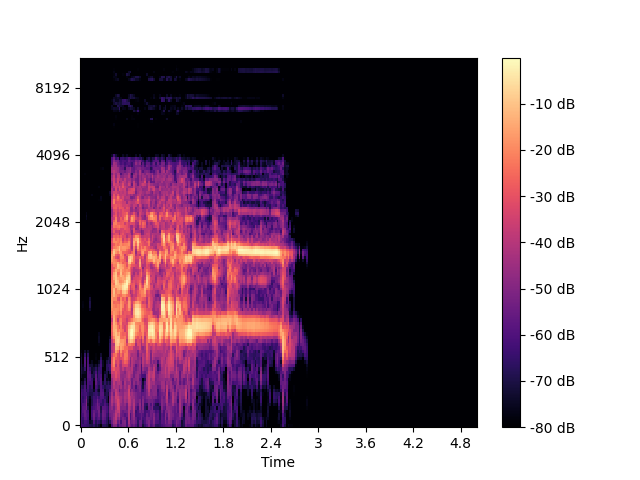 8192
4096
2048
1024
512
0
Hz
0 0.6 1.2 1.8 2.4 3 3.6 4.2 4.8
Time
-10 dB
-20 dB
-30 dB
-40 dB
-50 dB
-60 dB
-70 dB
-80 dB